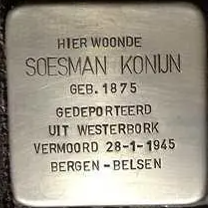 HIER WOONDE
SOESMAN KONIJN
GEB. 1875
GEDEPORTEERD
UIT WESTERBORK
VERMOORD 28-1-1945
BERGEN-BELSEN